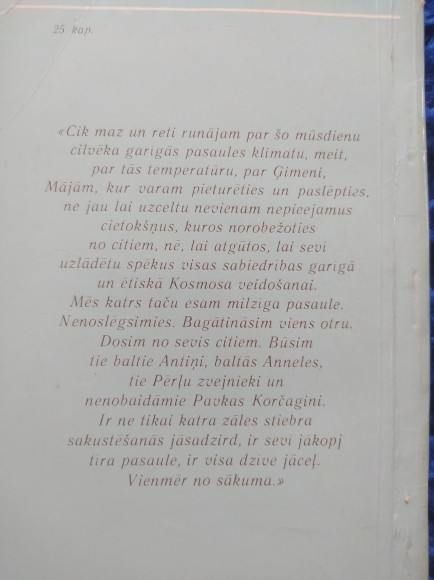 25 kap.
«Cik maz un reti runājam par šo mūsdienu
cilvēka garīgās pasaules klimatu, meit,
par tās temperatūru, par Ģimeni,
Mājām, kur varam pieturēties un paslēpties,
ne jau lai uzceltu nevienam nepieejamus
cietokšņus, kuros norobežoties
no citiem, nē, lai atgūtos, lai sevī
uzlādētu spēkus visas sabiedrības garīgā
un ētiskā Kosmosa veidošanai.
Mēs katrs taču esam milzīga pasaule.
Nenoslēgsimies. Bagātināsim viens otru.
Dosim no sevis citiem. Būsim
tie baltie Antiņi, baltās Anneles,
tie Pērļu zvejnieki un
nenobaidāmie Pavkas Korčagini.
Ir ne tikai katra zāles stiebra
sakustēšanās jāsadzird, ir sevī jākopj
tīra pasaule, ir visa dzīve jāceļ.
Vienmēr no sākuma.»